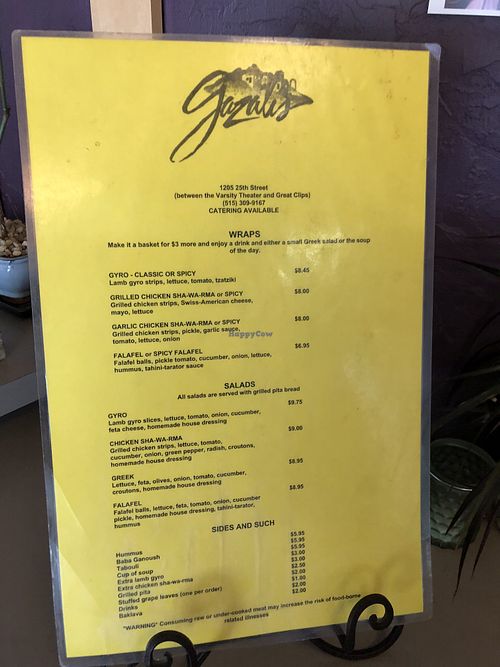 Gazali's
1205 25th Street
(between the Varsity Theater and Great Clips)
(515) 309-9167
CATERING AVAILABLE
WRAPS
Make it a basket for $3 more and enjoy a drink and either a small Greek salad or the soup
of the day.
GYRO - CLASSIC OR SPICY $8.45
Lamb gyro strips, lettuce, tomato, tzatziki
GRILLED CHICKEN SHA-WA-RMA or SPICY $8.00
Grilled chicken strips, Swiss-American cheese,
mayo, lettuce
GARLIC CHICKEN SHA-WA-RMA or SPICY $8.00
Grilled chicken strips, pickle, garlic sauce,
tomato, lettuce, onion
HappyCow
FALAFEL or SPICY FALAFEL $6.95
Falafel balls, pickle tomato, cucumber, onion, lettuce,
hummus, tahini-tarator sauce
SALADS
All salads are served with grilled pita bread
GYRO $9.75
Lamb gyro slices, lettuce, tomato, onion, cucumber,
feta cheese, homemade house dressing
CHICKEN SHA-WA-RMA $9.00
Grilled chicken strips, lettuce, tomato,
cucumber, onion, green pepper, radish, croutons,
homemade house dressing
GREEK $8.95
Lettuce, feta, olives, onion, tomato, cucumber,
croutons, homemade house dressing
FALAFEL $8.95
Falafel balls, lettuce, feta, tomato, onion, cucumber
pickle, homemade house dressing, tahini-tarator,
hummus
SIDES AND SUCH
Hummus $5.95
Baba Ganoush $5.95
Tabouli $5.95
Cup of soup $3.00
Extra lamb gyro $3.00
Extra chicken sha-wa-rma $2.50
Grilled pita $2.00
Stuffed grape leaves (one per order) $1.00
Drinks $2.00
Baklava $2.00
"WARNING" Consuming raw or under-cooked meat may increase the risk of food-borne
related illnesses